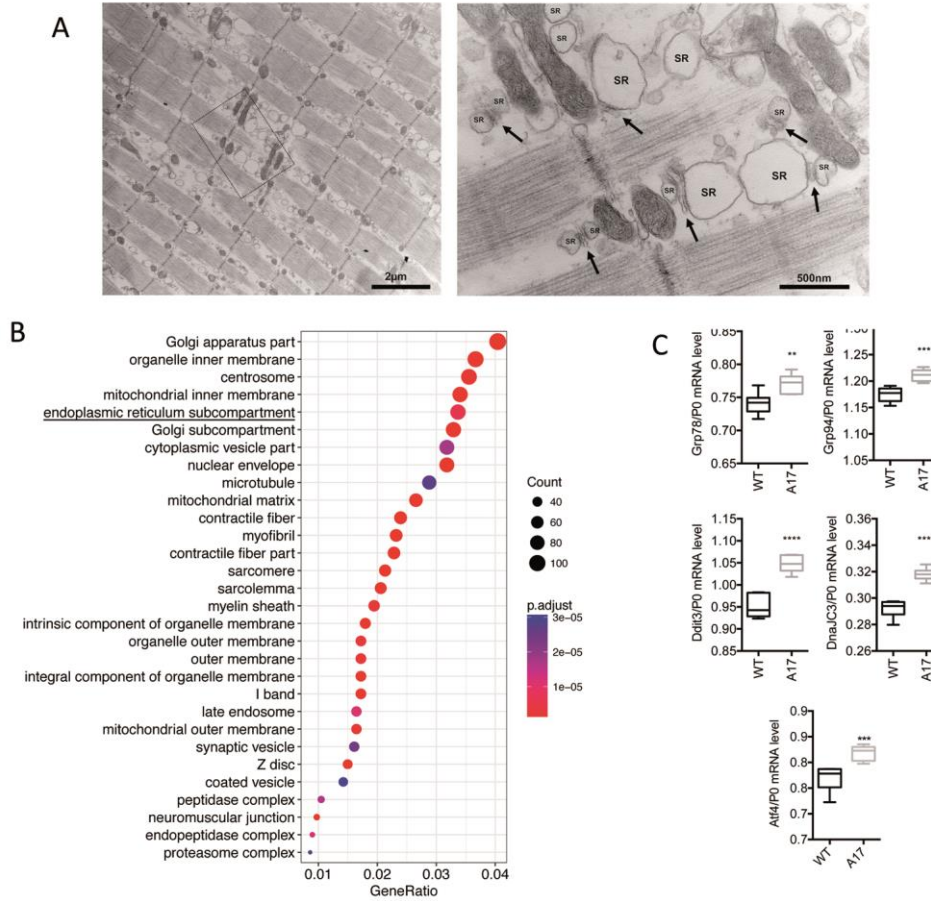 A
2µm
SR
SR
SR
SR
SR
SR
SR
SR
SR
SR
SR
SR
500nm
B
Golgi apparatus part
organelle inner membrane
centrosome
mitochondrial inner membrane
endoplasmic reticulum subcompartment
Golgi subcompartment
cytoplasmic vesicle part
nuclear envelope
microtubule
mitochondrial matrix
contractile fiber
myofibril
contractile fiber part
sarcomere
sarcolemma
myelin sheath
intrinsic component of organelle membrane
organelle outer membrane
outer membrane
integral component of organelle membrane
I band
late endosome
mitochondrial outer membrane
synaptic vesicle
Z disc
coated vesicle
peptidase complex
neuromuscular junction
endopeptidase complex
proteasome complex
0.01 0.02 0.03 0.04
GeneRatio
Count
40
60
80
100
p.adjust
3e-05
2e-05
1e-05
C
Grp78/P0 mRNA level
0.85
0.80
0.75
0.70
0.65
**
WT A17
Grp94/P0 mRNA level
1.30
1.25
1.20
1.15
1.10
1.05
***
WT A17
Ddit3/P0 mRNA level
1.10
1.05
1.00
0.95
0.90
0.85
****
WT A17
DnaJC3/P0 mRNA level
0.36
0.34
0.32
0.30
0.28
0.26
****
WT A17
Atf4/P0 mRNA level
0.9
0.9
0.8
0.8
0.7
0.7
***
WT A17